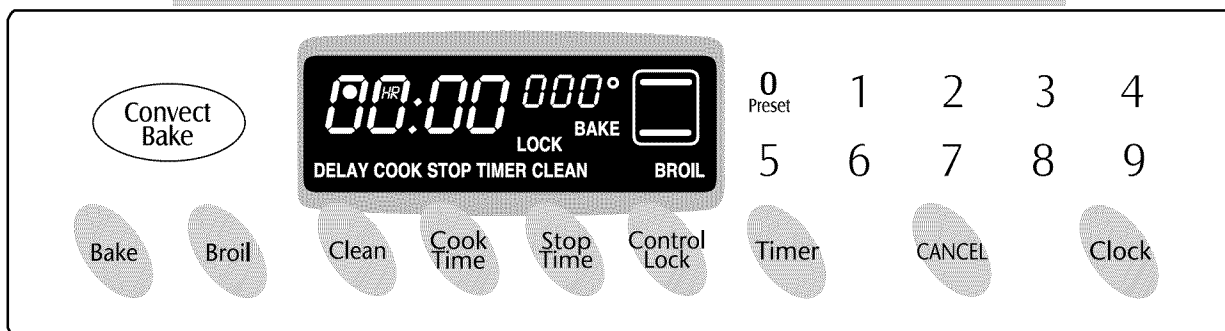 Convect
Bake
00:00
HR
000°
BAKE
LOCK
DELAY COOK STOP TIMER CLEAN
BROIL
0 1 2 3 4
Preset
5 6 7 8 9
Bake
Broil
Clean
Cook
Time
Stop
Time
Control
Lock
Timer
CANCEL
Clock